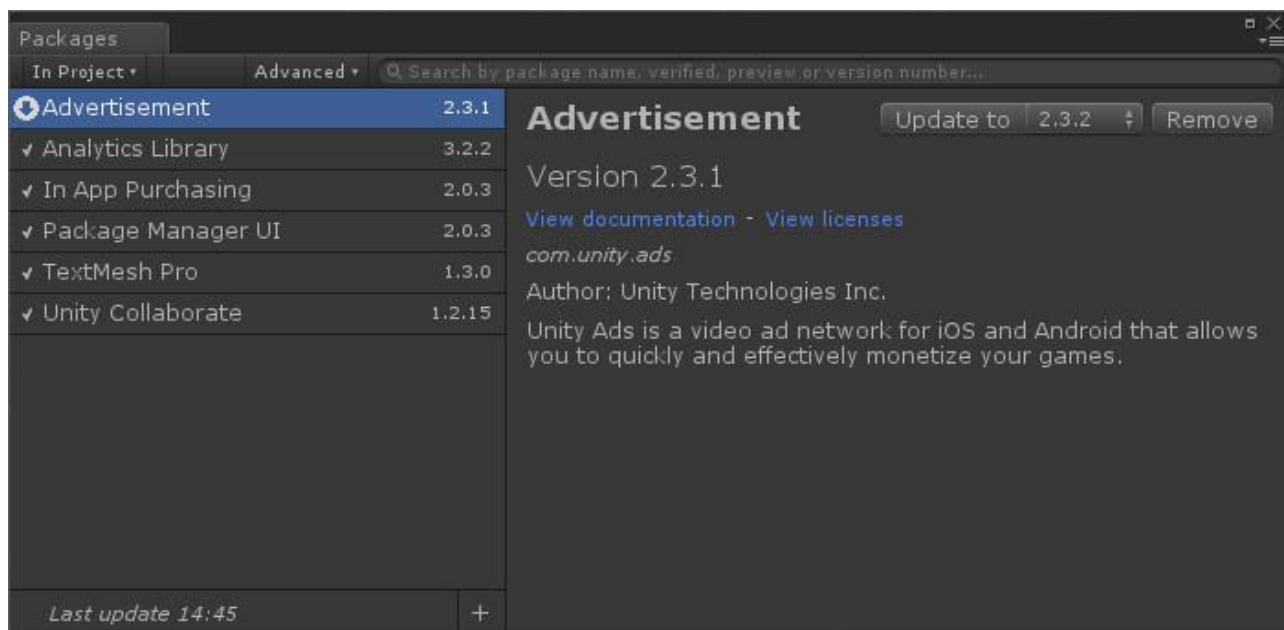 Packages
In Project
Advanced
Search by package name, verified, preview or version number...
Advertisement 2.3.1
Analytics Library 3.2.2
In App Purchasing 2.0.3
Package Manager UI 2.0.3
TextMesh Pro 1.3.0
Unity Collaborate 1.2.15
Last update 14:45 +
Advertisement Update to 2.3.2 Remove
Version 2.3.1
View documentation - View licenses
com.unity.ads
Author: Unity Technologies Inc.
Unity Ads is a video ad network for iOS and Android that allows
you to quickly and effectively monetize your games.